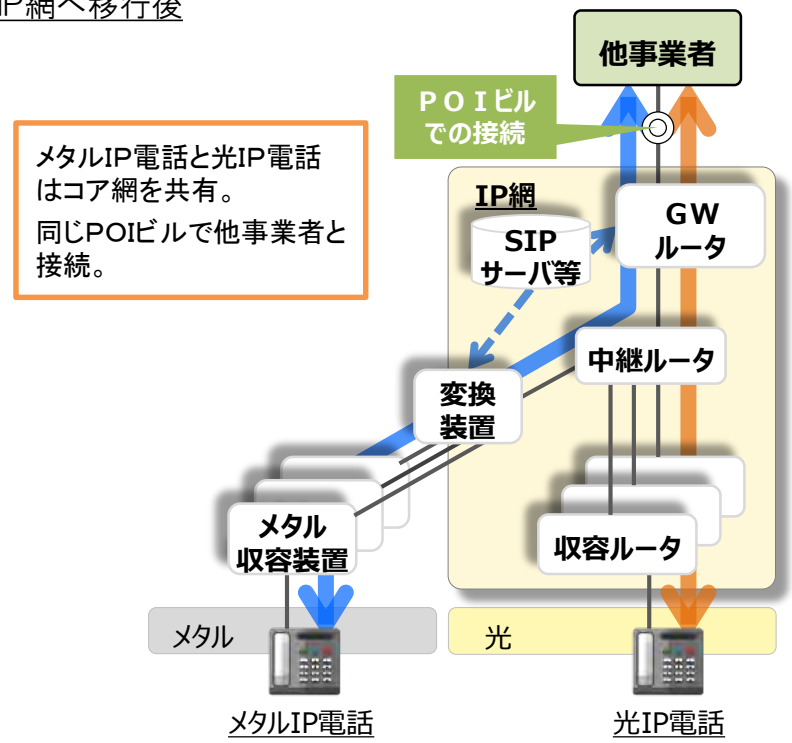 IP網へ移行後
他事業者
ＰＯＩビル
での接続
メタルIP電話と光IP電話
はコア網を共有。
同じPOIビルで他事業者と
接続。
IP網
GW
ルータ
SIP
サーバ等
中継ルータ
変換
装置
メタル
収容装置
収容ルータ
メタル
光
メタルIP電話
光IP電話